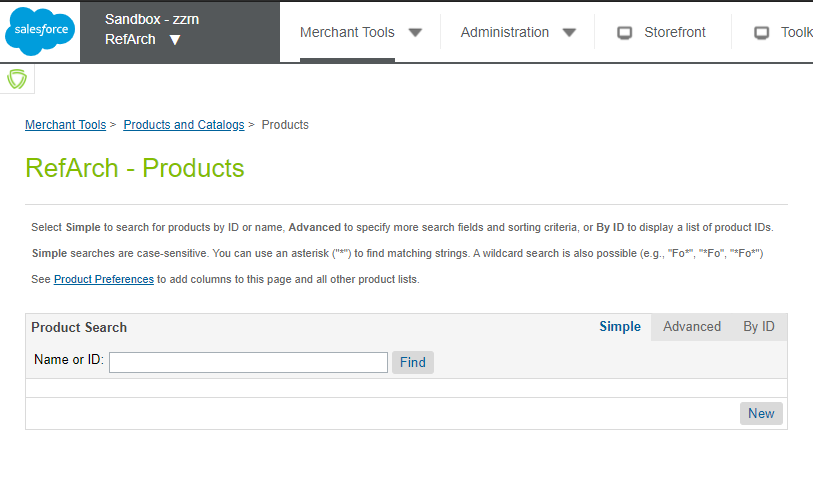 salesforce
Sandbox - zzrn
RefArch ▼
Merchant Tools
Administration
Storefront
Toolk
Merchant Tools > Products and Catalogs > Products
RefArch - Products
Select Simple to search for products by ID or name, Advanced to specify more search fields and sorting criteria, or By ID to display a list of product IDs.
Simple searches are case-sensitive. You can use an asterisk ("*") to find matching strings. A wildcard search is also possible (e.g., "Fo*", "*Fo", "*Fo*")
See Product Preferences to add columns to this page and all other product lists.
Product Search
Simple
Advanced
By ID
Name or ID:
Find
New